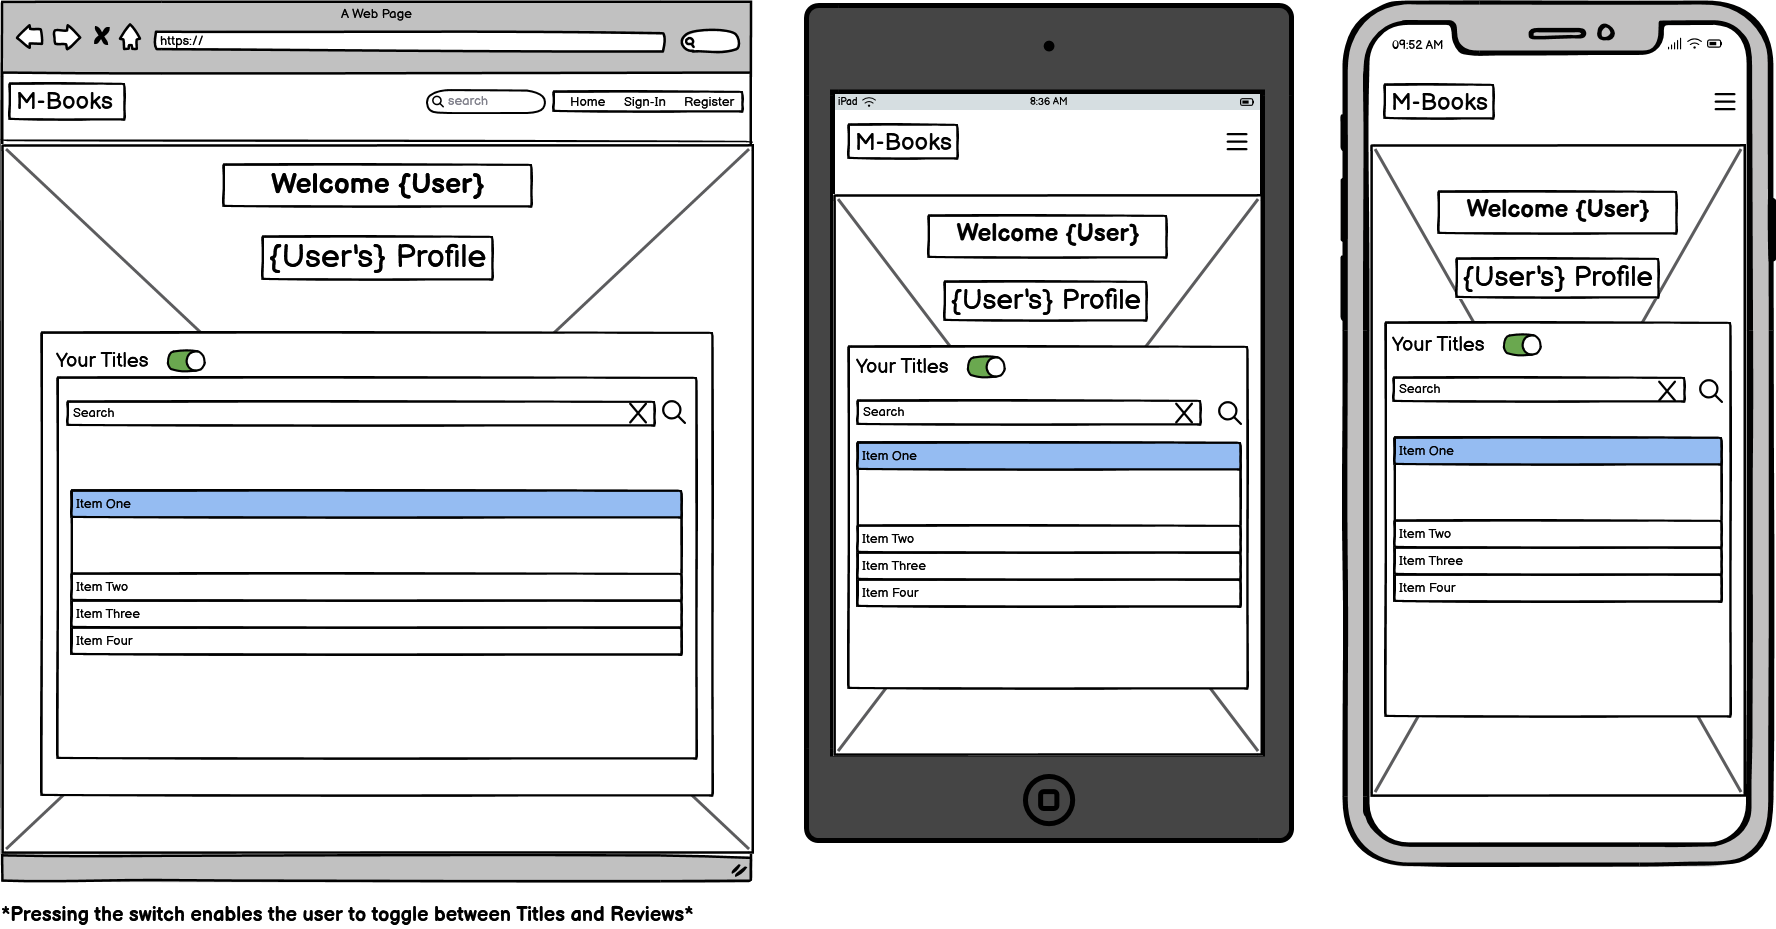 A Web Page
https://
M-Books
search
Home Sign-In Register
Welcome {User}
{User's} Profile
Your Titles
Search
Item One
Item Two
Item Three
Item Four
*Pressing the switch enables the user to toggle between Titles and Reviews*
iPad 8:36 AM
M-Books
Welcome {User}
{User's} Profile
Your Titles
Search
Item One
Item Two
Item Three
Item Four
09:52 AM
M-Books
Welcome {User}
{User's} Profile
Your Titles
Search
Item One
Item Two
Item Three
Item Four